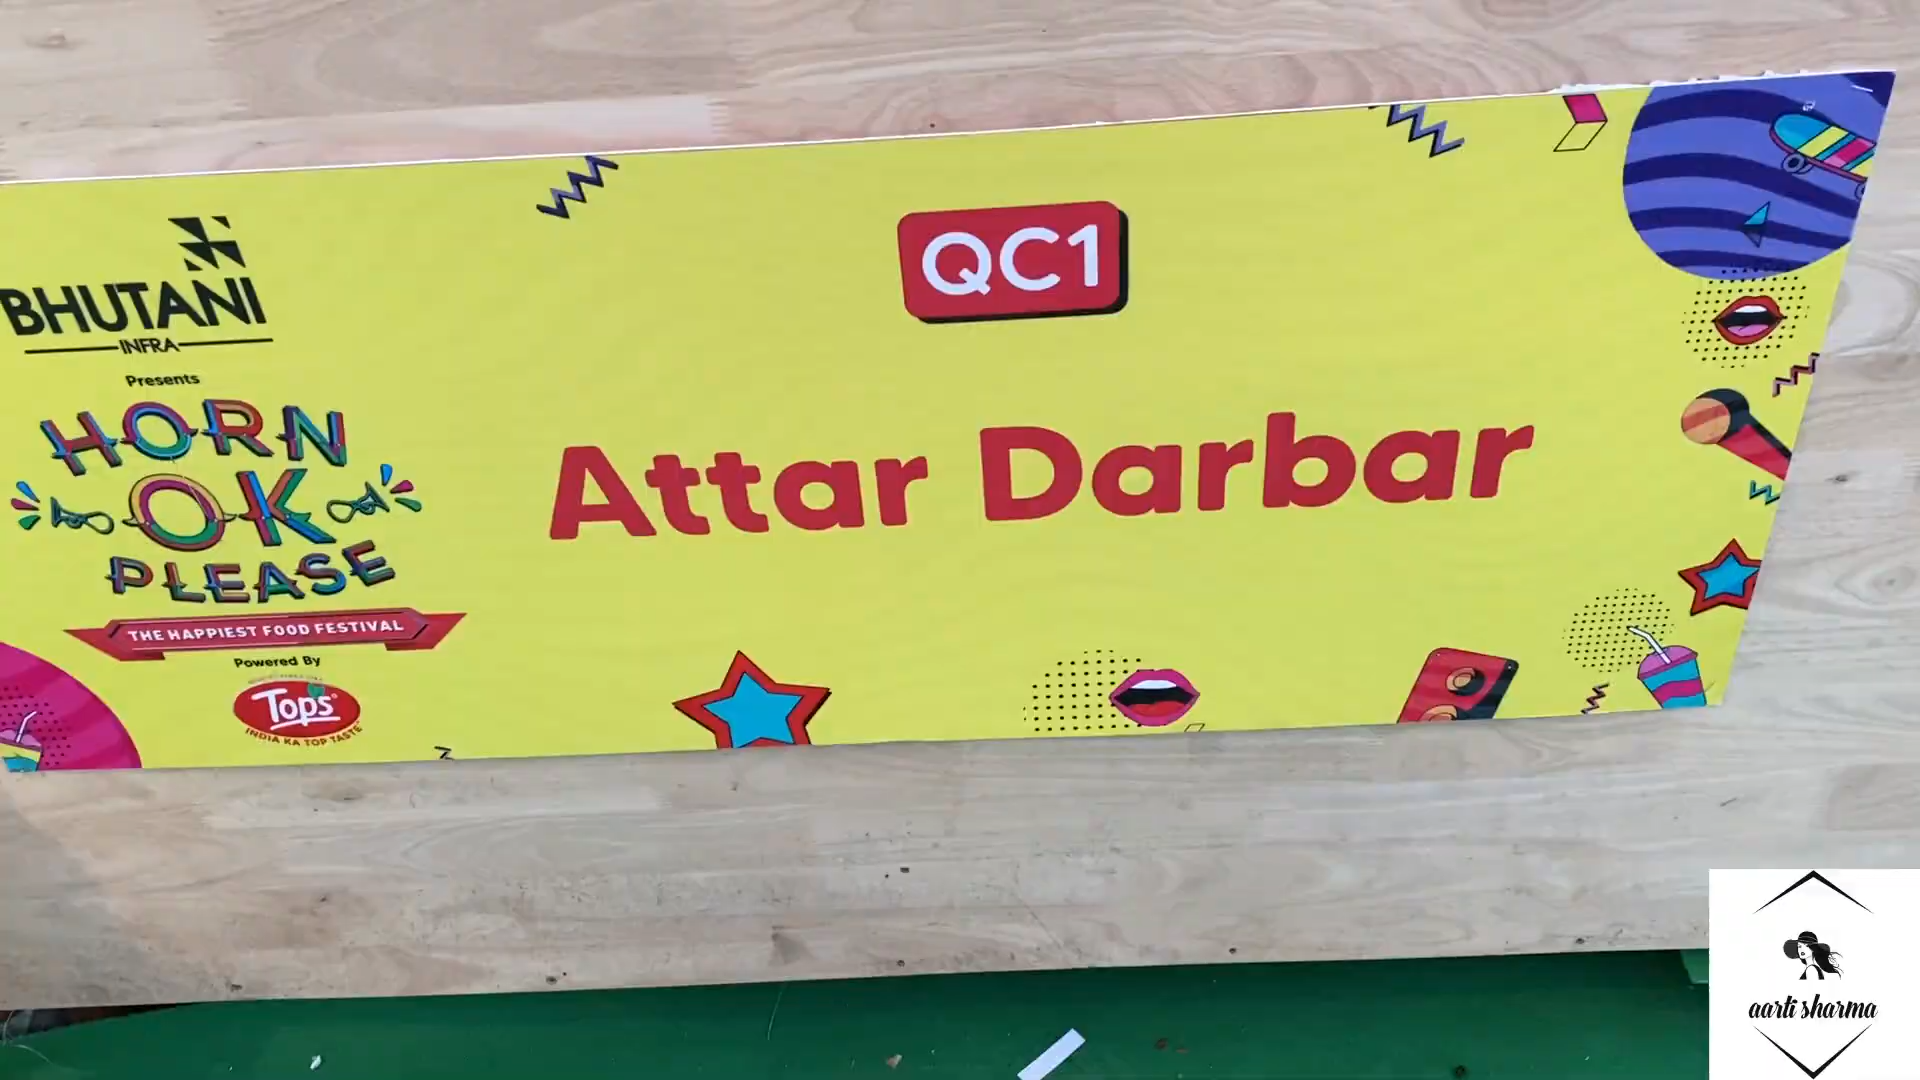 BHUTANI
INFRA
Presents
HORN
OK
PLEASE
THE HAPPIEST FOOD FESTIVAL
Powered By
Tops
INDIA KA TOP TASTE
QC1
Attar Darbar
aarti sharma